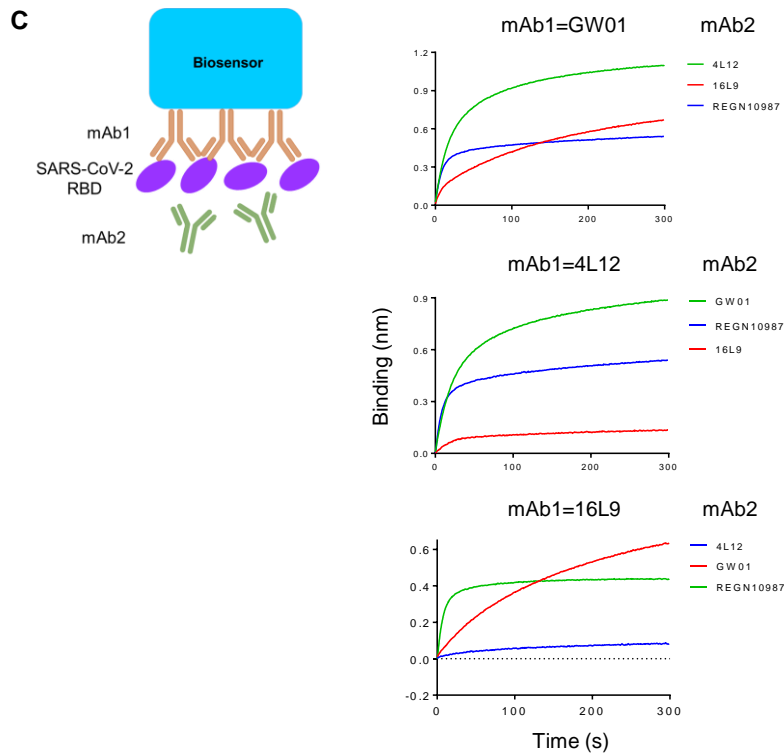 C
Biosensor
mAb1
SARS-CoV-2
RBD
mAb2
mAb1=GW01
mAb2
1.2
0.9
0.6
0.3
0.0
0
100
200
300
4L12
16L9
REGN10987
mAb1=4L12
mAb2
0.9
0.6
0.3
0.0
0
100
200
300
GW01
REGN10987
16L9
Binding (nm)
mAb1=16L9
mAb2
0.6
0.4
0.2
0.0
-0.2
0
100
200
300
4L12
GW01
REGN10987
Time (s)